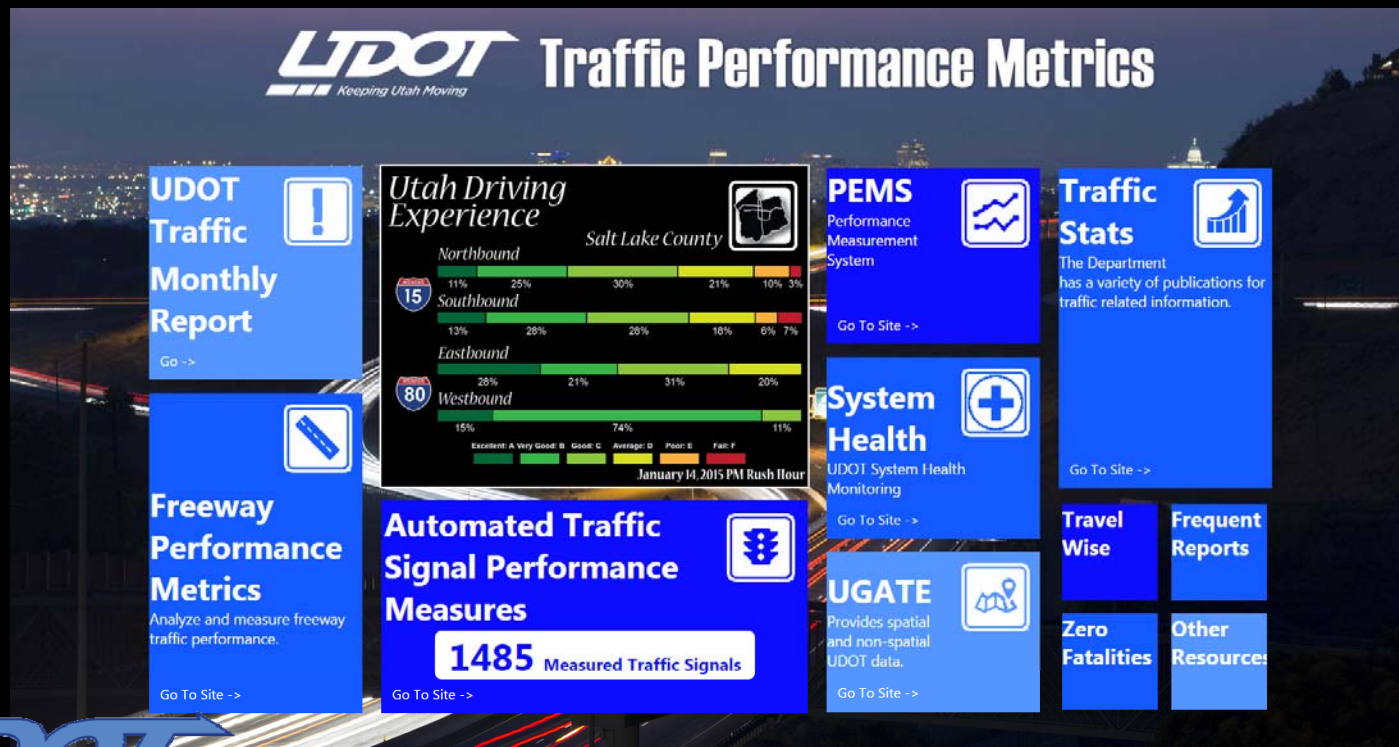 UDOT Traffic Performance Metrics
Keeping Utah Moving
UDOT
Traffic
Monthly
Report
Go ->
Freeway
Performance
Metrics
Analyze and measure freeway
traffic performance.
Go To Site ->
Utah Driving
Experience
Salt Lake County
Northbound
11% 25% 30% 21% 10% 3%
15
Southbound
13% 28% 28% 18% 6% 7%
Eastbound
28% 21% 31% 20%
80
Westbound
15% 74% 11%
Excellent: A Very Good: B Good: C Average: D Poor: E Fail: F
January 14, 2015 PM Rush Hour
Automated Traffic
Signal Performance
Measures
1485 Measured Traffic Signals
Go To Site ->
PEMS
Performance
Measurement
System
Go To Site ->
System
Health
UDOT System Health
Monitoring
Go To Site ->
UGATE
Provides spatial
and non-spatial
UDOT data.
Go To Site ->
Traffic
Stats
The Department
has a variety of publications for
traffic related information.
Go To Site ->
Travel
Wise
Frequent
Reports
Zero
Fatalities
Other
Resources